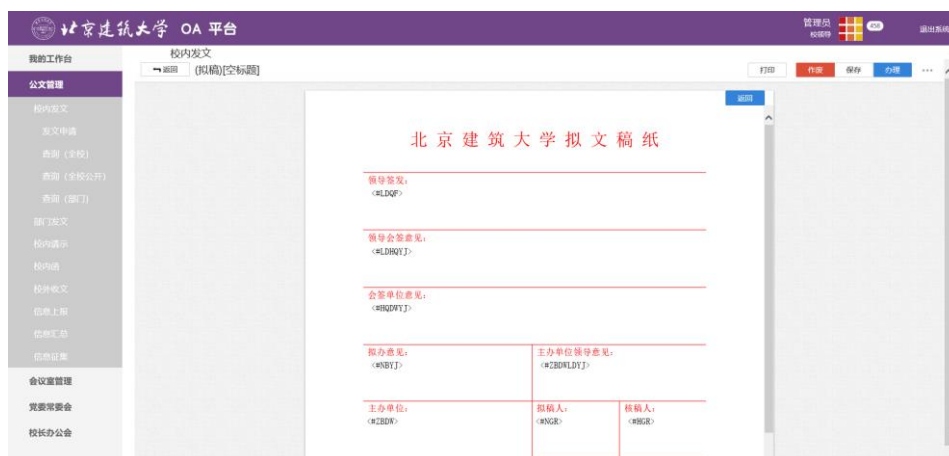 北京建筑大学 OA 平台
管理员
校领导
458
退出系统
我的工作台
公文管理
校内发文
发文申请
查询（全校）
查询（全校公开）
查询（部门）
部门发文
校内请示
校内函
校外收文
信息上报
信息汇总
信息征集
会议室管理
党委常委会
校长办公会
校内发文
返回 (拟稿)[空标题]
打印 作废 保存 办理 ...
返回
北京建筑大学拟文稿纸
领导签发：
<#LDQF>
领导会签意见：
<#LDHQYJ>
会签单位意见：
<#HQDWYJ>
拟办意见： 主办单位领导意见：
<#NBYJ> <#ZBDWLDYJ>
主办单位： 拟稿人： 核稿人：
<#ZBDW> <#NGR> <#HGR>